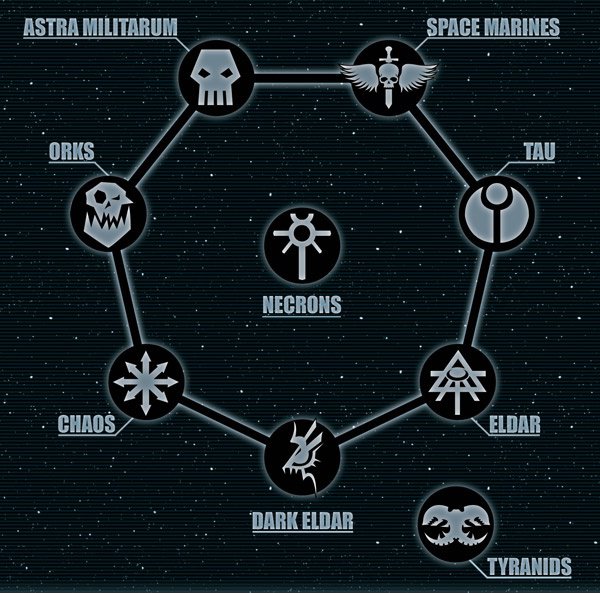 ASTRA MILITARUM
SPACE MARINES
ORKS
TAU
NECRONS
CHAOS
ELDAR
DARK ELDAR
TYRANIDS